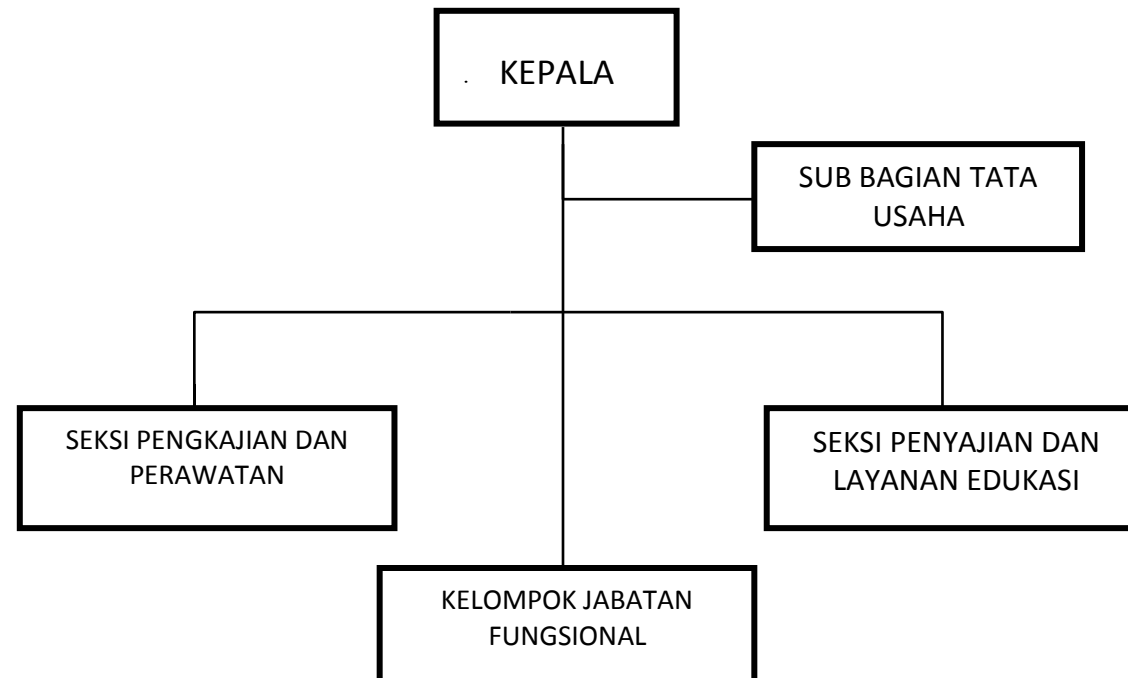 . KEPALA
SUB BAGIAN TATA
USAHA
SEKSI PENGKAJIAN DAN
PERAWATAN
SEKSI PENYAJIAN DAN
LAYANAN EDUKASI
KELOMPOK JABATAN
FUNGSIONAL